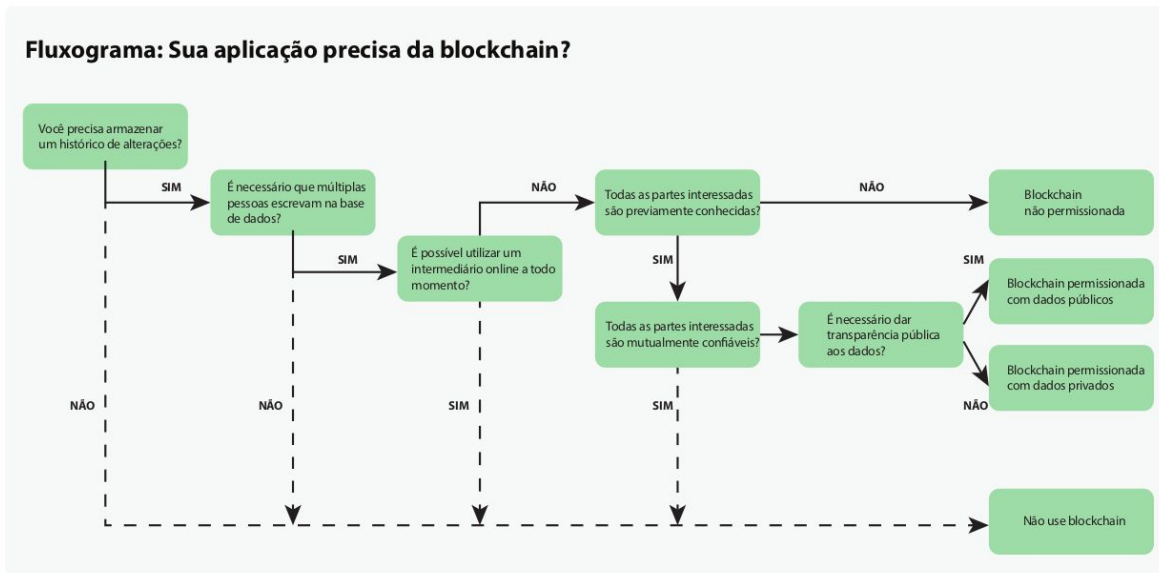 Fluxograma: Sua aplicação precisa da blockchain?
Você precisa armazenar
um histórico de alterações?
SIM
É necessário que múltiplas
pessoas escrevam na base
de dados?
SIM
É possível utilizar um
intermediário online a todo
momento?
NÃO
Todas as partes interessadas
são previamente conhecidas?
NÃO
Blockchain
não permissionada
SIM
Todas as partes interessadas
são mutualmente confiáveis?
É necessário dar
transparência pública
aos dados?
SIM
Blockchain permissionada
com dados públicos
Blockchain permissionada
com dados privados
NÃO
NÃO
NÃO
SIM
SIM
Não use blockchain